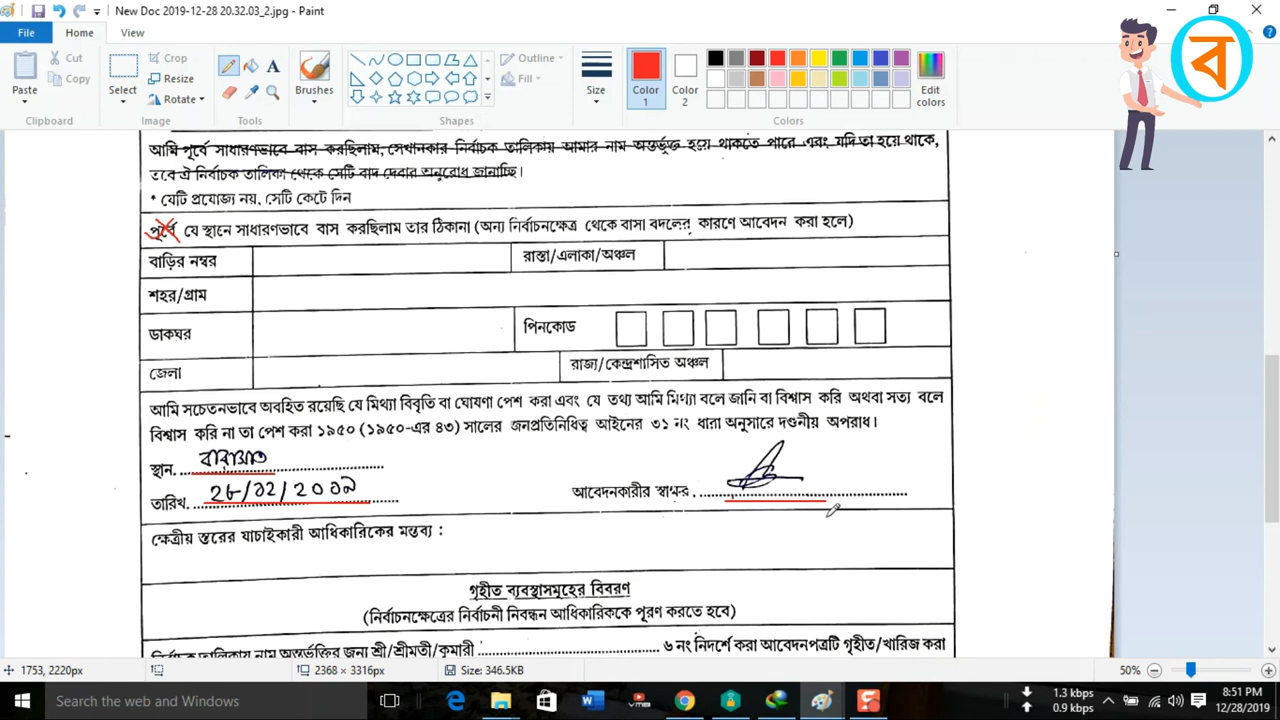 New Doc 2019-12-28 20.32.03_2.jpg - Paint
File Home View
Paste Cut Copy Clipboard
Select Crop Resize Rotate Image
Tools
Brushes
Outline Fill Shapes
Size
Color 1 Color 2 Edit colors Colors
ব
আমি পূর্বে সাধারণভাবে বাস করছিলাম, সেখানকার নির্বাচক তালিকায় আমার নাম অন্তর্ভুক্ত হয়ে থাকতে পারে এবং যদি তা হয়ে থাকে,
তবে ঐ নির্বাচক তালিকা থেকে সেটি বাদ দেবার অনুরোধ জানাচ্ছি।
* যেটি প্রযোজ্য নয়, সেটি কেটে দিন
পূর্বে যে স্থানে সাধারণভাবে বাস করছিলাম তার ঠিকানা (অন্য নির্বাচনক্ষেত্র থেকে বাসা বদলের কারণে আবেদন করা হলে)
বাড়ির নম্বর রাস্তা/এলাকা/অঞ্চল
শহর/গ্রাম
ডাকঘর পিনকোড
জেলা রাজ্য/কেন্দ্রশাসিত অঞ্চল
আমি সচেতনভাবে অবহিত রয়েছি যে মিথ্যা বিবৃতি বা ঘোষণা পেশ করা এবং যে তথ্য আমি মিথ্যা বলে জানি বা বিশ্বাস করি অথবা সত্য বলে
বিশ্বাস করি না তা পেশ করা ১৯৫০ (১৯৫০-এর ৪৩) সালের জনপ্রতিনিধিত্ব আইনের ৩১ নং ধারা অনুসারে দণ্ডনীয় অপরাধ।
স্থান. বারাসাত
তারিখ. ২৮/১২/২০১৯ আবেদনকারীর স্বাক্ষর
ক্ষেত্রীয় স্তরের যাচাইকারী আধিকারিকের মন্তব্য :
গৃহীত ব্যবস্থাসমূহের বিবরণ
(নির্বাচনক্ষেত্রের নির্বাচনী নিবন্ধন আধিকারিককে পূরণ করতে হবে)
নির্বাচক তালিকায় নাম অন্তর্ভুক্তির জন্য শ্রী/শ্রীমতী/কুমারী ৬ নং নিদর্শে করা আবেদনপত্রটি গৃহীত/খারিজ করা
1753, 2220px 2368 × 3316px Size: 346.5KB 50%
Search the web and Windows 1.3 kbps 0.9 kbps 8:51 PM 12/28/2019